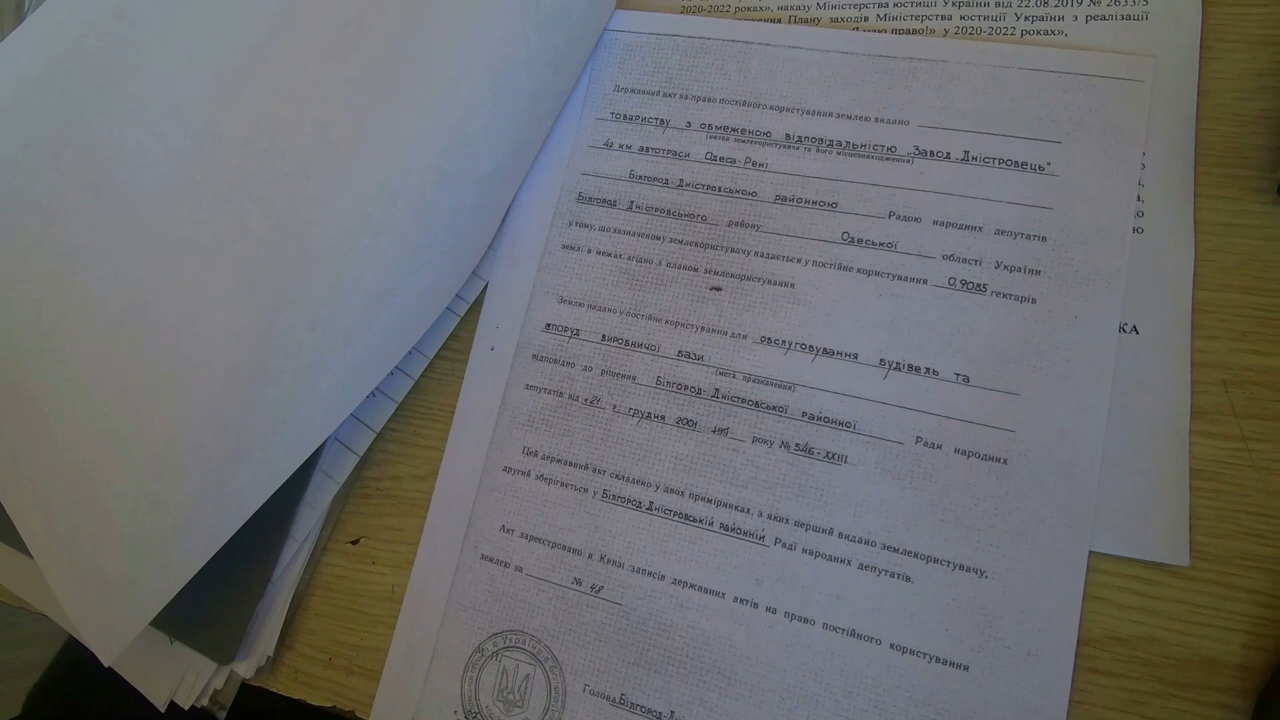 2020-2022 роках», наказу Міністерства юстиції України від 22.08.2019 № 2633/5
Плану заходів Міністерства юстиції України з реалізації
маю право!» у 2020-2022 роках»,
Державний акт на право постійного користування землею видано
товариству з обмеженою відповідальністю „Завод „Дністровець"
(назва землекористувача та його місцезнаходження)
42 км автотраси Одеса-Рені
Білгород-Дністровською районною Радою народних депутатів
Білгород-Дністровського району Одеської області України
у тому, що зазначеному землекористувачу надається у постійне користування 0,9085 гектарів
землі в межах згідно з планом землекористування
Землю надано у постійне користування для обслуговування будівель та
споруд виробничої бази
(мета, призначення)
відповідно до рішення Білгород-Дністровської районної Ради народних
депутатів від «21» грудня 2001 199 року № 546-XXIII
Цей державний акт складено у двох примірниках, з яких перший видано землекористувачу,
другий зберігається у Білгород-Дністровській районній Раді народних депутатів.
Акт зареєстровано в Книзі записів державних актів на право постійного користування
землею за № 48
Голова Білгород-
КА